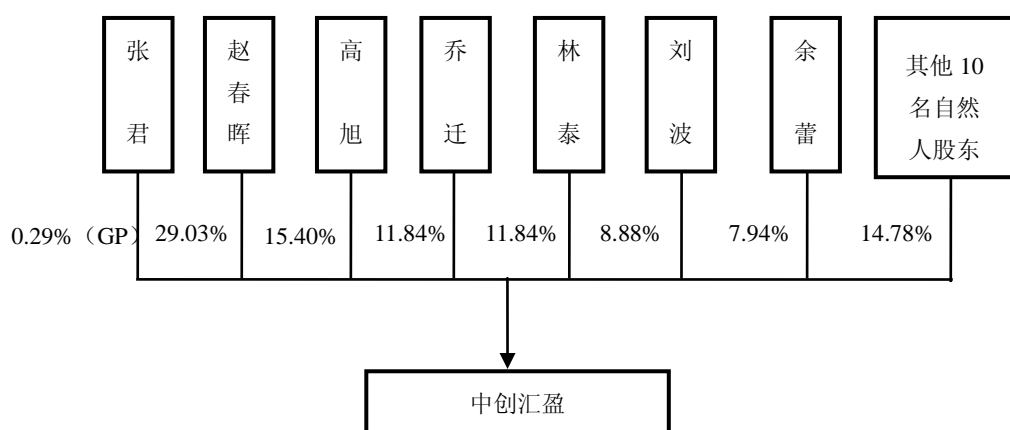 张君
赵春晖
高旭
乔迁
林泰
刘波
余蕾
其他 10
名自然
人股东
0.29%（GP）
29.03%
15.40%
11.84%
11.84%
8.88%
7.94%
14.78%
中创汇盈